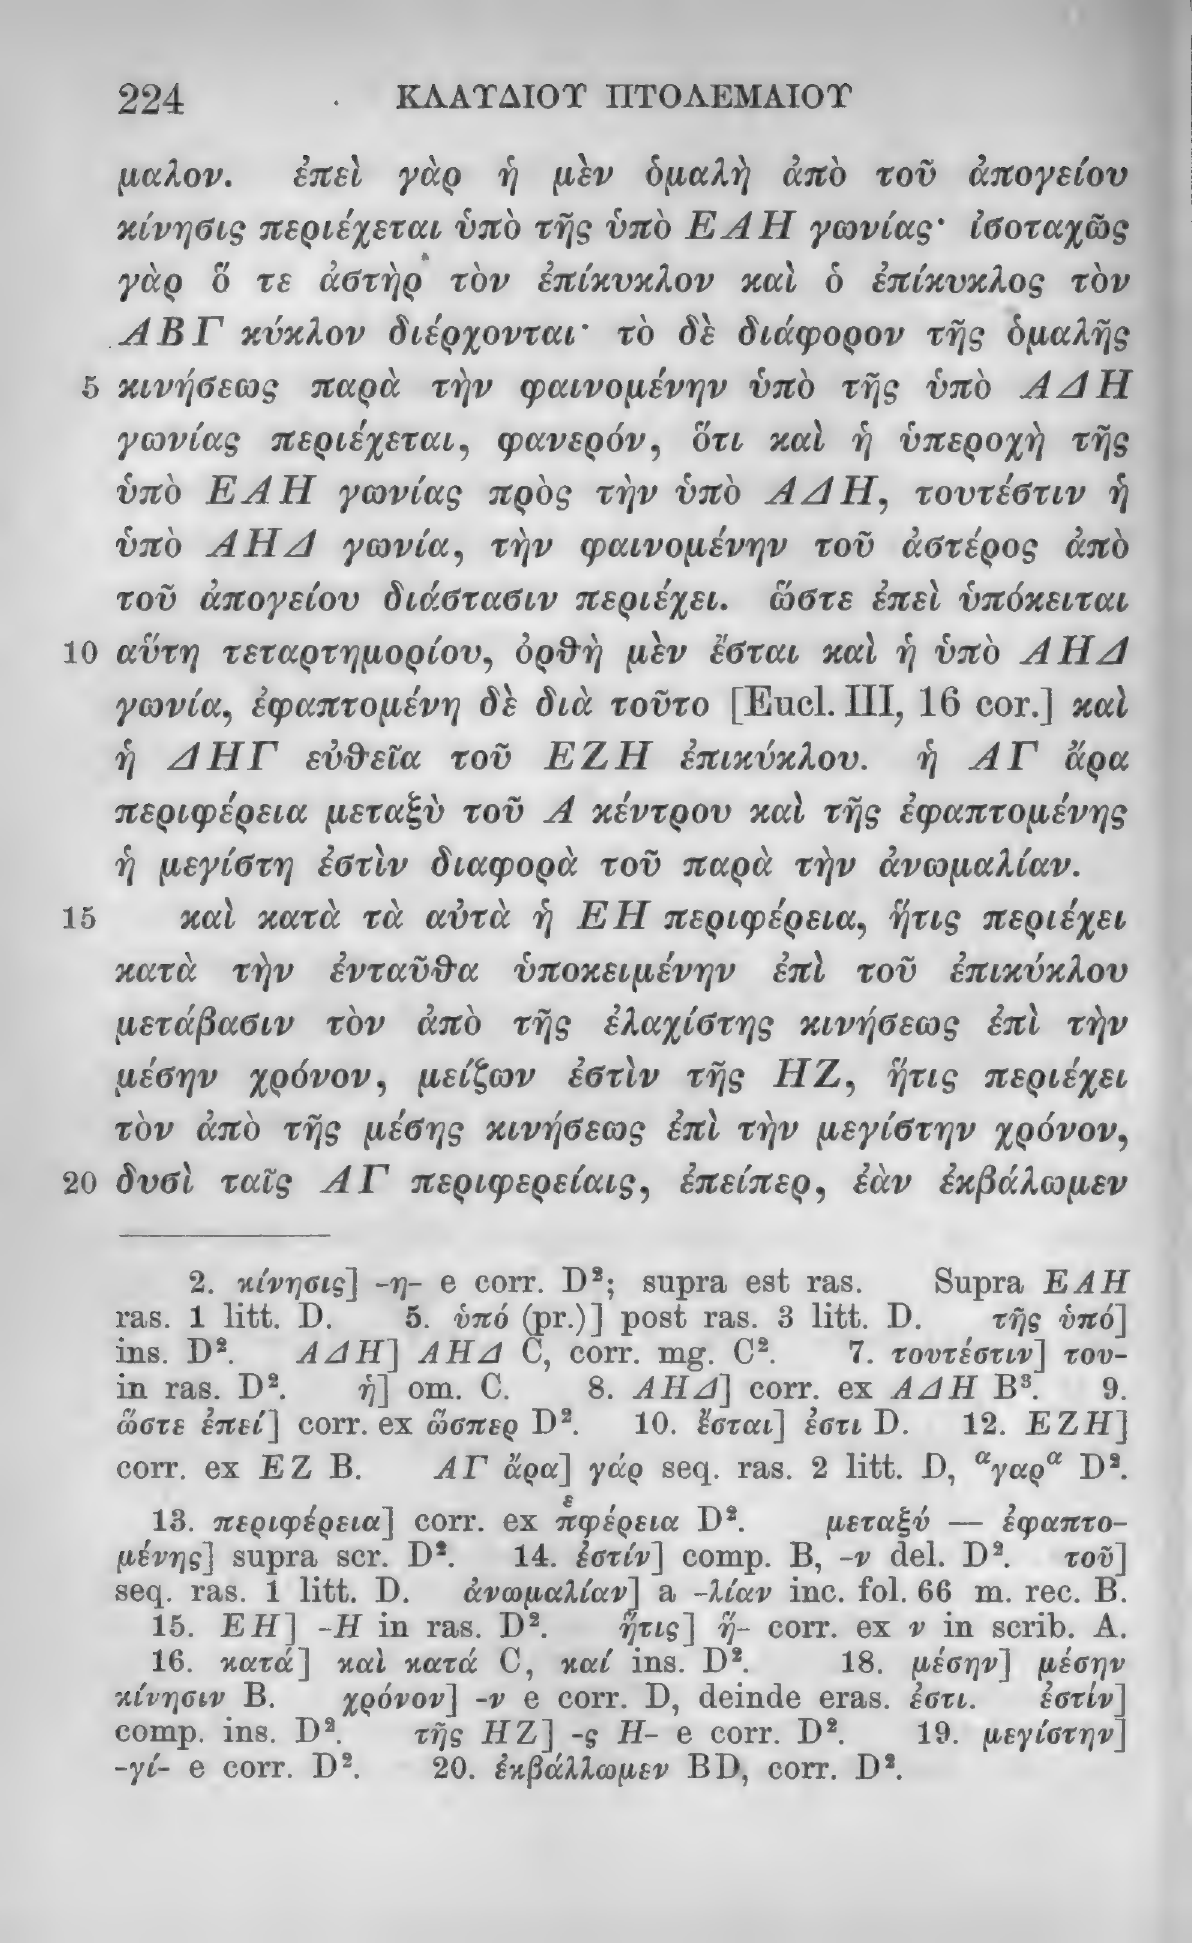 224 ΚΛΑΥΔΙΟΥ ΠΤΟΛΕΜΑΙΟΥ
μαλον. ἐπεὶ γὰρ ἡ μὲν ὁμαλὴ ἀπὸ τοῦ ἀπογείου
κίνησις περιέχεται ὑπὸ τῆς ὑπὸ ΕΑΗ γωνίας· ἰσοταχῶς
γὰρ ὅ τε ἀστὴρ τὸν ἐπίκυκλον καὶ ὁ ἐπίκυκλος τὸν
ΑΒΓ κύκλον διέρχονται· τὸ δὲ διάφορον τῆς ὁμαλῆς
5 κινήσεως παρὰ τὴν φαινομένην ὑπὸ τῆς ὑπὸ ΑΔΗ
γωνίας περιέχεται, φανερόν, ὅτι καὶ ἡ ὑπεροχὴ τῆς
ὑπὸ ΕΑΗ γωνίας πρὸς τὴν ὑπὸ ΑΔΗ, τουτέστιν ἡ
ὑπὸ ΑΗΔ γωνία, τὴν φαινομένην τοῦ ἀστέρος ἀπὸ
τοῦ ἀπογείου διάστασιν περιέχει. ὥστε ἐπεὶ ὑπόκειται
10 αὕτη τεταρτημορίου, ὀρθὴ μὲν ἔσται καὶ ἡ ὑπὸ ΑΗΔ
γωνία, ἐφαπτομένη δὲ διὰ τοῦτο [Eucl. III, 16 cor.] καὶ
ἡ ΔΗΓ εὐθεῖα τοῦ ΕΖΗ ἐπικύκλου. ἡ ΑΓ ἄρα
περιφέρεια μεταξὺ τοῦ Α κέντρου καὶ τῆς ἐφαπτομένης
ἡ μεγίστη ἐστὶν διαφορὰ τοῦ παρὰ τὴν ἀνωμαλίαν.
15 καὶ κατὰ τὰ αὐτὰ ἡ ΕΗ περιφέρεια, ἥτις περιέχει
κατὰ τὴν ἐνταῦθα ὑποκειμένην ἐπὶ τοῦ ἐπικύκλου
μετάβασιν τὸν ἀπὸ τῆς ἐλαχίστης κινήσεως ἐπὶ τὴν
μέσην χρόνον, μείζων ἐστὶν τῆς ΗΖ, ἥτις περιέχει
τὸν ἀπὸ τῆς μέσης κινήσεως ἐπὶ τὴν μεγίστην χρόνον,
20 δυσὶ ταῖς ΑΓ περιφερείαις, ἐπείπερ, ἐὰν ἐκβάλωμεν
2. κίνησις] -η- e corr. D²; supra est ras. Supra ΕΑΗ
ras. 1 litt. D. 5. ὑπό (pr.)] post ras. 3 litt. D. τῆς ὑπό]
ins. D². ΑΔΗ] ΑΗΔ C, corr. mg. C². 7. τουτέστιν] του-
in ras. D². ἡ] om. C. 8. ΑΗΔ] corr. ex ΑΔΗ B³. 9.
ὥστε ἐπεί] corr. ex ὥσπερ D². 10. ἔσται] ἐστι D. 12. ΕΖΗ]
corr. ex ΕΖ B. ΑΓ ἄρα] γάρ seq. ras. 2 litt. D, ᵅγαρᵅ D².
13. περιφέρεια] corr. ex π̑φέρεια D². μεταξύ — ἐφαπτο-
μένης] supra scr. D². 14. ἐστίν] comp. B, -ν del. D². τοῦ]
seq. ras. 1 litt. D. ἀνωμαλίαν] a -λίαν inc. fol. 66 m. rec. B.
15. ΕΗ] -Η in ras. D². ἥτις] ἥ- corr. ex ν in scrib. A.
16. κατά] καὶ κατά C, καί ins. D². 18. μέσην] μέσην
κίνησιν B. χρόνον] -ν e corr. D, deinde eras. ἐστι. ἐστίν]
comp. ins. D². τῆς ΗΖ] -ς Η- e corr. D². 19. μεγίστην]
-γί- e corr. D². 20. ἐκβάλλωμεν BD, corr. D².